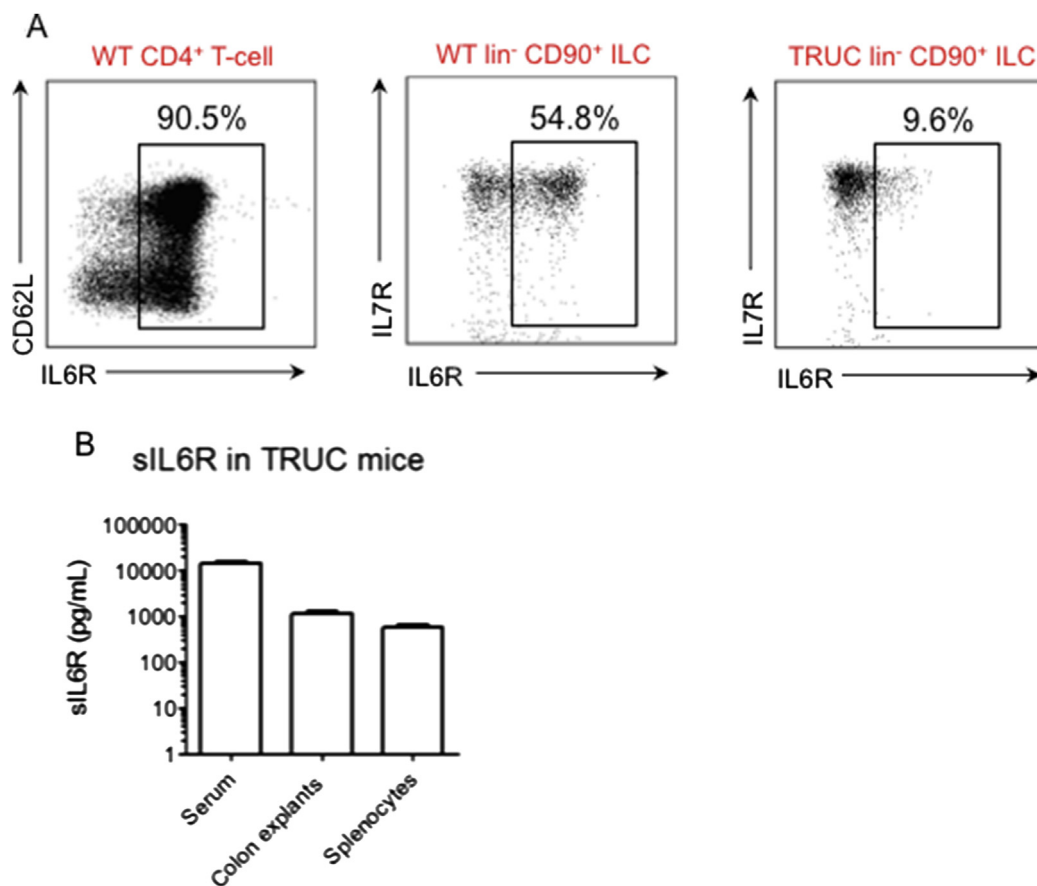 A
WT CD4+ T-cell
WT lin- CD90+ ILC
TRUC lin- CD90+ ILC
90.5%
54.8%
9.6%
CD62L
IL7R
IL7R
IL6R
IL6R
IL6R
B
sIL6R in TRUC mice
sIL6R (pg/mL)
100000
10000
1000
100
10
1
Serum
Colon explants
Splenocytes